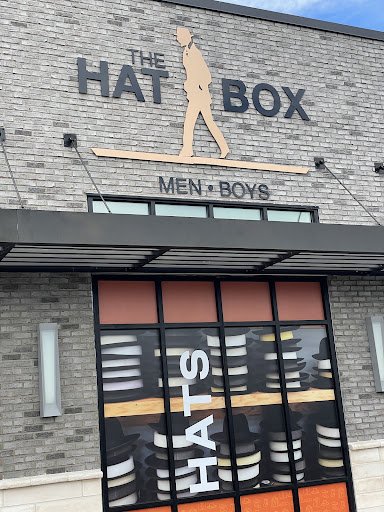 THE
HAT BOX
MEN • BOYS
HATS